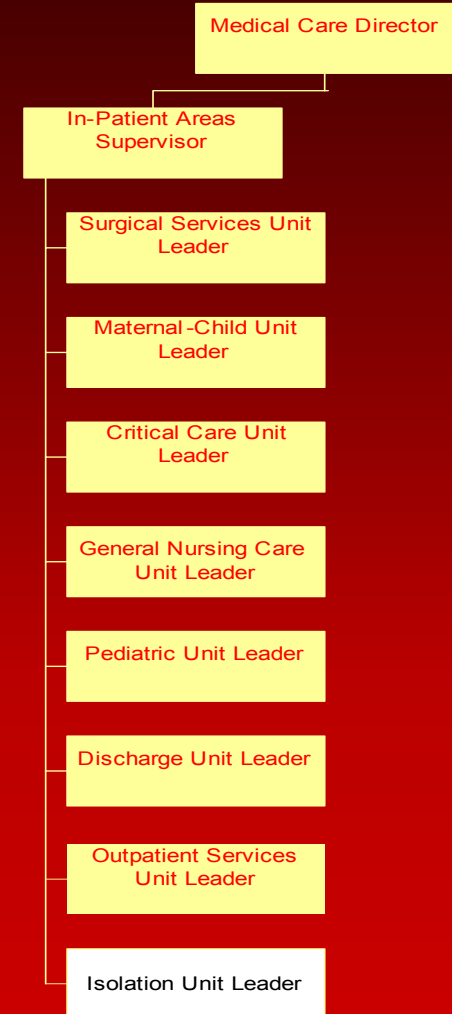 Medical Care Director
In-Patient Areas
Supervisor
Surgical Services Unit
Leader
Maternal-Child Unit
Leader
Critical Care Unit
Leader
General Nursing Care
Unit Leader
Pediatric Unit Leader
Discharge Unit Leader
Outpatient Services
Unit Leader
Isolation Unit Leader